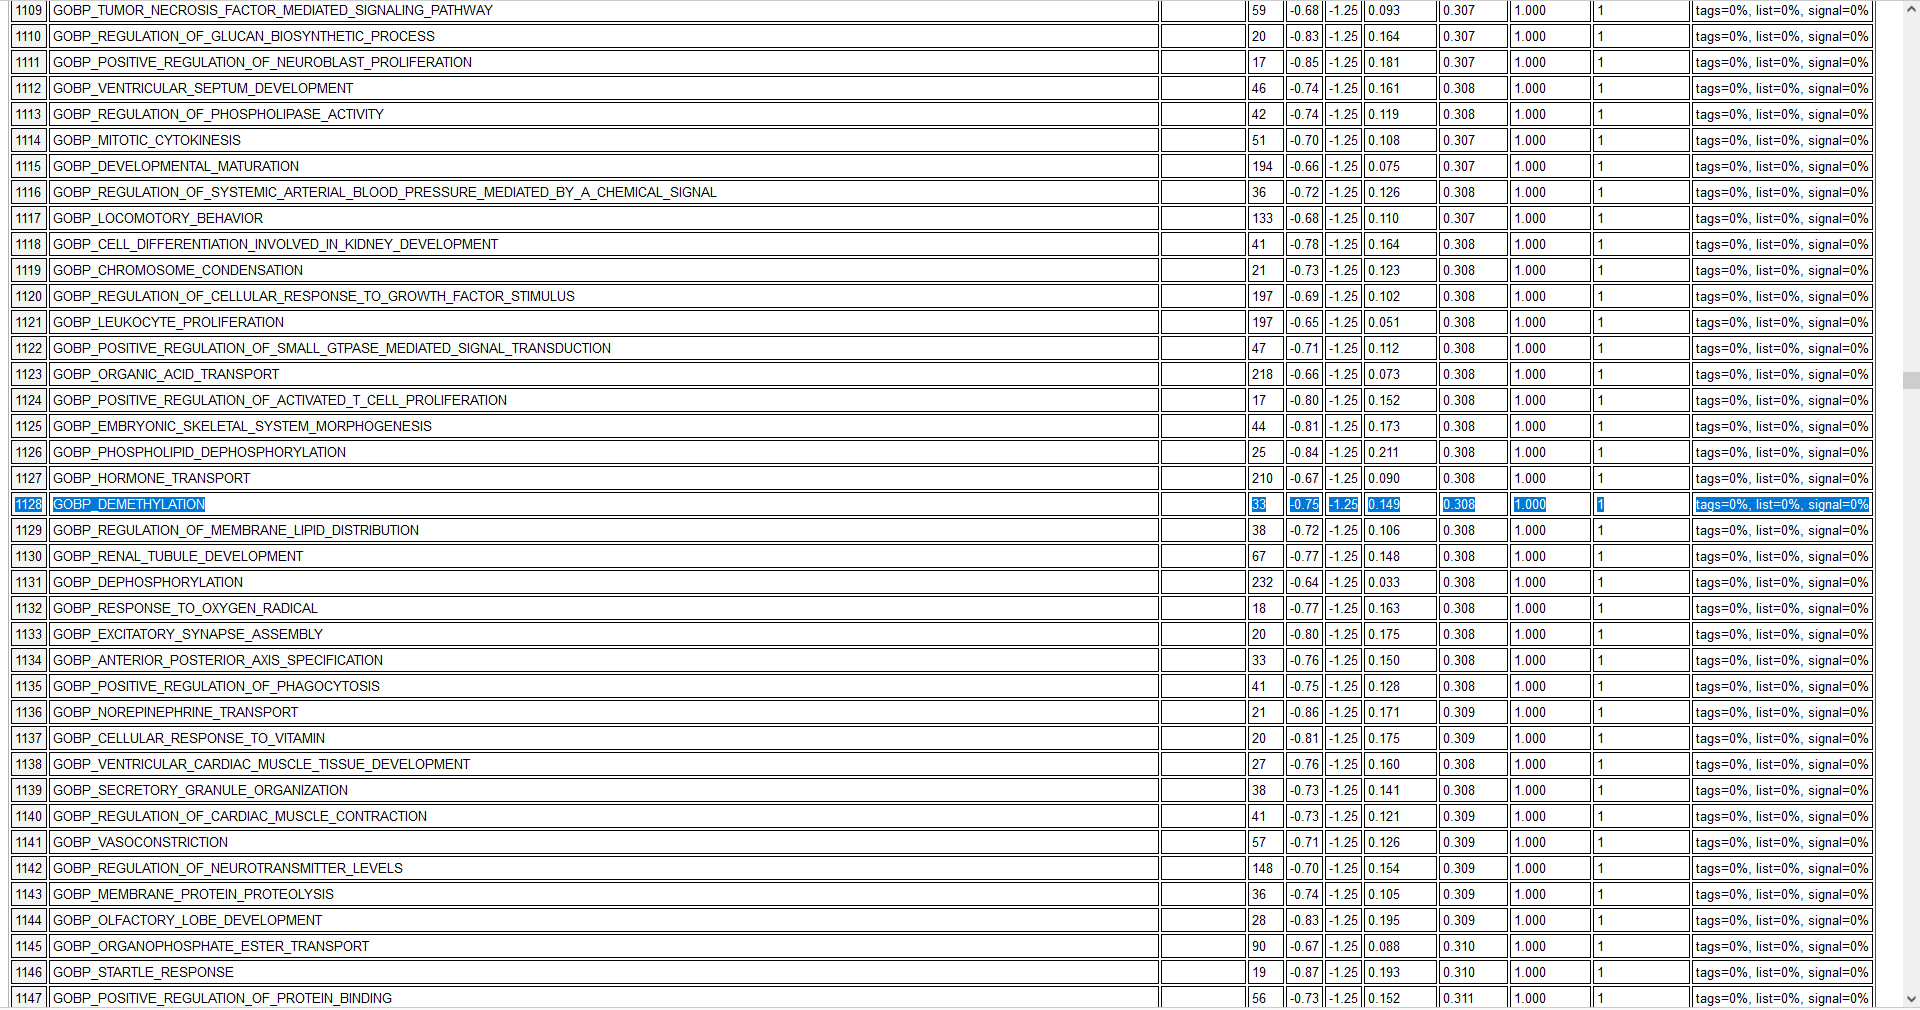 1109 GOBP_TUMOR_NECROSIS_FACTOR_MEDIATED_SIGNALING_PATHWAY 59 -0.68 -1.25 0.093 0.307 1.000 1 tags=0%, list=0%, signal=0%
1110 GOBP_REGULATION_OF_GLUCAN_BIOSYNTHETIC_PROCESS 20 -0.83 -1.25 0.164 0.307 1.000 1 tags=0%, list=0%, signal=0%
1111 GOBP_POSITIVE_REGULATION_OF_NEUROBLAST_PROLIFERATION 17 -0.85 -1.25 0.181 0.307 1.000 1 tags=0%, list=0%, signal=0%
1112 GOBP_VENTRICULAR_SEPTUM_DEVELOPMENT 46 -0.74 -1.25 0.161 0.308 1.000 1 tags=0%, list=0%, signal=0%
1113 GOBP_REGULATION_OF_PHOSPHOLIPASE_ACTIVITY 42 -0.74 -1.25 0.119 0.308 1.000 1 tags=0%, list=0%, signal=0%
1114 GOBP_MITOTIC_CYTOKINESIS 51 -0.70 -1.25 0.108 0.307 1.000 1 tags=0%, list=0%, signal=0%
1115 GOBP_DEVELOPMENTAL_MATURATION 194 -0.66 -1.25 0.075 0.307 1.000 1 tags=0%, list=0%, signal=0%
1116 GOBP_REGULATION_OF_SYSTEMIC_ARTERIAL_BLOOD_PRESSURE_MEDIATED_BY_A_CHEMICAL_SIGNAL 36 -0.72 -1.25 0.126 0.308 1.000 1 tags=0%, list=0%, signal=0%
1117 GOBP_LOCOMOTORY_BEHAVIOR 133 -0.68 -1.25 0.110 0.307 1.000 1 tags=0%, list=0%, signal=0%
1118 GOBP_CELL_DIFFERENTIATION_INVOLVED_IN_KIDNEY_DEVELOPMENT 41 -0.78 -1.25 0.164 0.308 1.000 1 tags=0%, list=0%, signal=0%
1119 GOBP_CHROMOSOME_CONDENSATION 21 -0.73 -1.25 0.123 0.308 1.000 1 tags=0%, list=0%, signal=0%
1120 GOBP_REGULATION_OF_CELLULAR_RESPONSE_TO_GROWTH_FACTOR_STIMULUS 197 -0.69 -1.25 0.102 0.308 1.000 1 tags=0%, list=0%, signal=0%
1121 GOBP_LEUKOCYTE_PROLIFERATION 197 -0.65 -1.25 0.051 0.308 1.000 1 tags=0%, list=0%, signal=0%
1122 GOBP_POSITIVE_REGULATION_OF_SMALL_GTPASE_MEDIATED_SIGNAL_TRANSDUCTION 47 -0.71 -1.25 0.112 0.308 1.000 1 tags=0%, list=0%, signal=0%
1123 GOBP_ORGANIC_ACID_TRANSPORT 218 -0.66 -1.25 0.073 0.308 1.000 1 tags=0%, list=0%, signal=0%
1124 GOBP_POSITIVE_REGULATION_OF_ACTIVATED_T_CELL_PROLIFERATION 17 -0.80 -1.25 0.152 0.308 1.000 1 tags=0%, list=0%, signal=0%
1125 GOBP_EMBRYONIC_SKELETAL_SYSTEM_MORPHOGENESIS 44 -0.81 -1.25 0.173 0.308 1.000 1 tags=0%, list=0%, signal=0%
1126 GOBP_PHOSPHOLIPID_DEPHOSPHORYLATION 25 -0.84 -1.25 0.211 0.308 1.000 1 tags=0%, list=0%, signal=0%
1127 GOBP_HORMONE_TRANSPORT 210 -0.67 -1.25 0.090 0.308 1.000 1 tags=0%, list=0%, signal=0%
1128 GOBP_DEMETHYLATION 33 -0.75 -1.25 0.149 0.308 1.000 1 tags=0%, list=0%, signal=0%
1129 GOBP_REGULATION_OF_MEMBRANE_LIPID_DISTRIBUTION 38 -0.72 -1.25 0.106 0.308 1.000 1 tags=0%, list=0%, signal=0%
1130 GOBP_RENAL_TUBULE_DEVELOPMENT 67 -0.77 -1.25 0.148 0.308 1.000 1 tags=0%, list=0%, signal=0%
1131 GOBP_DEPHOSPHORYLATION 232 -0.64 -1.25 0.033 0.308 1.000 1 tags=0%, list=0%, signal=0%
1132 GOBP_RESPONSE_TO_OXYGEN_RADICAL 18 -0.77 -1.25 0.163 0.308 1.000 1 tags=0%, list=0%, signal=0%
1133 GOBP_EXCITATORY_SYNAPSE_ASSEMBLY 20 -0.80 -1.25 0.175 0.308 1.000 1 tags=0%, list=0%, signal=0%
1134 GOBP_ANTERIOR_POSTERIOR_AXIS_SPECIFICATION 33 -0.76 -1.25 0.150 0.308 1.000 1 tags=0%, list=0%, signal=0%
1135 GOBP_POSITIVE_REGULATION_OF_PHAGOCYTOSIS 41 -0.75 -1.25 0.128 0.308 1.000 1 tags=0%, list=0%, signal=0%
1136 GOBP_NOREPINEPHRINE_TRANSPORT 21 -0.86 -1.25 0.171 0.309 1.000 1 tags=0%, list=0%, signal=0%
1137 GOBP_CELLULAR_RESPONSE_TO_VITAMIN 20 -0.81 -1.25 0.175 0.309 1.000 1 tags=0%, list=0%, signal=0%
1138 GOBP_VENTRICULAR_CARDIAC_MUSCLE_TISSUE_DEVELOPMENT 27 -0.76 -1.25 0.160 0.308 1.000 1 tags=0%, list=0%, signal=0%
1139 GOBP_SECRETORY_GRANULE_ORGANIZATION 38 -0.73 -1.25 0.141 0.308 1.000 1 tags=0%, list=0%, signal=0%
1140 GOBP_REGULATION_OF_CARDIAC_MUSCLE_CONTRACTION 41 -0.73 -1.25 0.121 0.309 1.000 1 tags=0%, list=0%, signal=0%
1141 GOBP_VASOCONSTRICTION 57 -0.71 -1.25 0.126 0.309 1.000 1 tags=0%, list=0%, signal=0%
1142 GOBP_REGULATION_OF_NEUROTRANSMITTER_LEVELS 148 -0.70 -1.25 0.154 0.309 1.000 1 tags=0%, list=0%, signal=0%
1143 GOBP_MEMBRANE_PROTEIN_PROTEOLYSIS 36 -0.74 -1.25 0.105 0.309 1.000 1 tags=0%, list=0%, signal=0%
1144 GOBP_OLFACTORY_LOBE_DEVELOPMENT 28 -0.83 -1.25 0.195 0.309 1.000 1 tags=0%, list=0%, signal=0%
1145 GOBP_ORGANOPHOSPHATE_ESTER_TRANSPORT 90 -0.67 -1.25 0.088 0.310 1.000 1 tags=0%, list=0%, signal=0%
1146 GOBP_STARTLE_RESPONSE 19 -0.87 -1.25 0.193 0.310 1.000 1 tags=0%, list=0%, signal=0%
1147 GOBP_POSITIVE_REGULATION_OF_PROTEIN_BINDING 56 -0.73 -1.25 0.152 0.311 1.000 1 tags=0%, list=0%, signal=0%